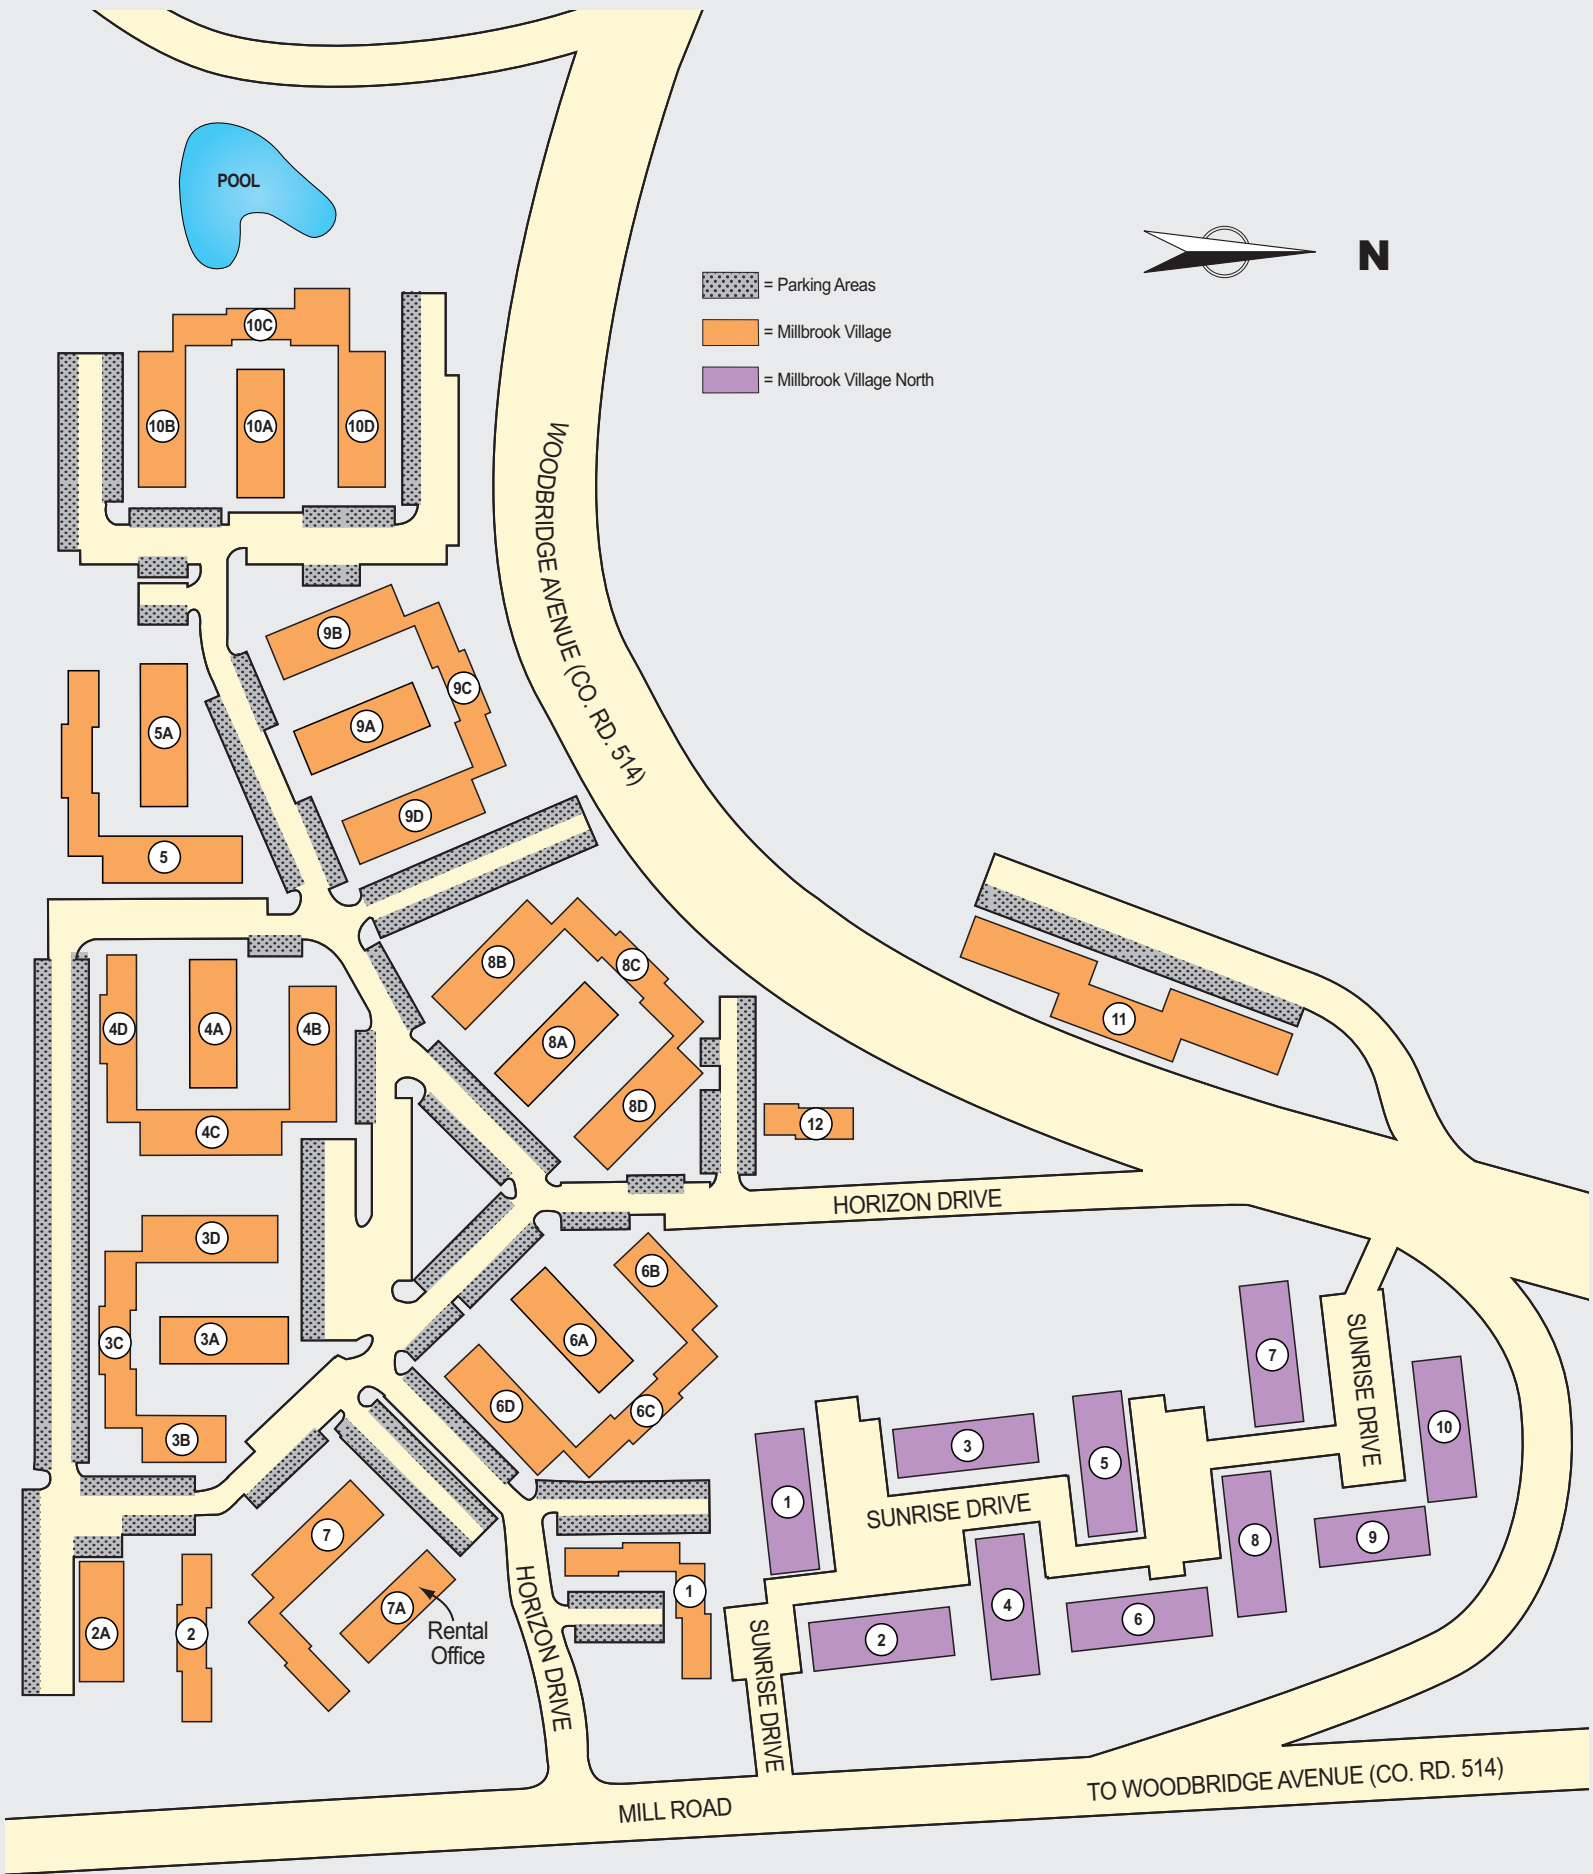 POOL
N
= Parking Areas
= Millbrook Village
= Millbrook Village North
10C
10B
10A
10D
WOODBRIDGE AVENUE (CO. RD. 514)
9B
9C
9A
9D
5A
5
8B
8C
8A
8D
4D
4A
4B
4C
11
12
HORIZON DRIVE
3D
3C
3A
3B
6B
6A
6D
6C
7
SUNRISE DRIVE
10
3
5
1
SUNRISE DRIVE
8
9
7
7A
Rental
Office
2A
2
HORIZON DRIVE
1
4
6
2
SUNRISE DRIVE
MILL ROAD
TO WOODBRIDGE AVENUE (CO. RD. 514)